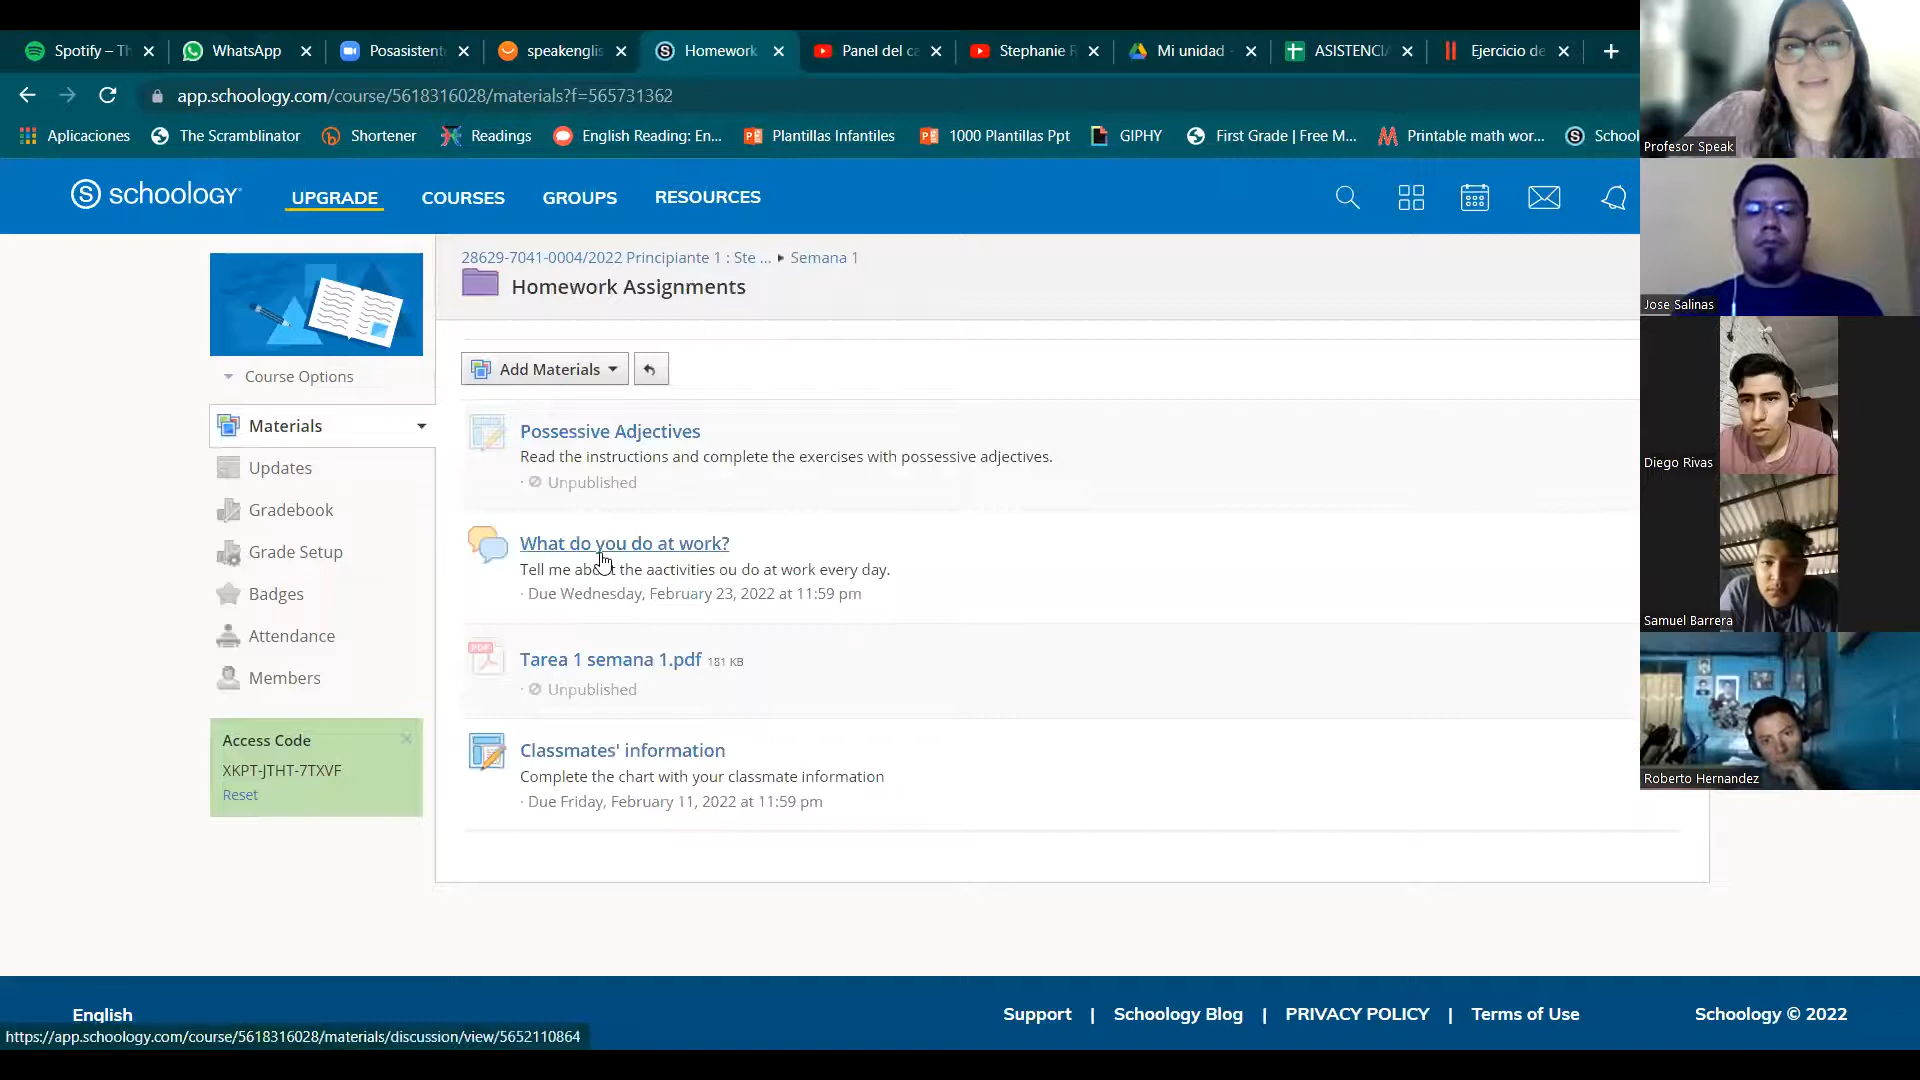 Spotify – Th
WhatsApp
Posasistent
speakenglis
Homework
Panel del ca
Stephanie R
Mi unidad -
ASISTENCIA
Ejercicio de
app.schoology.com/course/5618316028/materials?f=565731362
Aplicaciones
The Scramblinator
Shortener
Readings
English Reading: En...
Plantillas Infantiles
1000 Plantillas Ppt
GIPHY
First Grade | Free M...
Printable math wor...
School
Profesor Speak
S schoology
UPGRADE
COURSES
GROUPS
RESOURCES
28629-7041-0004/2022 Principiante 1 : Ste ... ▸ Semana 1
Homework Assignments
Jose Salinas
Course Options
Add Materials
Materials
Updates
Gradebook
Grade Setup
Badges
Attendance
Members
Access Code
XKPT-JTHT-7TXVF
Reset
Possessive Adjectives
Read the instructions and complete the exercises with possessive adjectives.
· Unpublished
What do you do at work?
Tell me about the aactivities ou do at work every day.
· Due Wednesday, February 23, 2022 at 11:59 pm
PDF
Tarea 1 semana 1.pdf 181 KB
· Unpublished
Classmates' information
Complete the chart with your classmate information
· Due Friday, February 11, 2022 at 11:59 pm
Diego Rivas
Samuel Barrera
Roberto Hernandez
English
Support | Schoology Blog | PRIVACY POLICY | Terms of Use
Schoology © 2022
https://app.schoology.com/course/5618316028/materials/discussion/view/5652110864